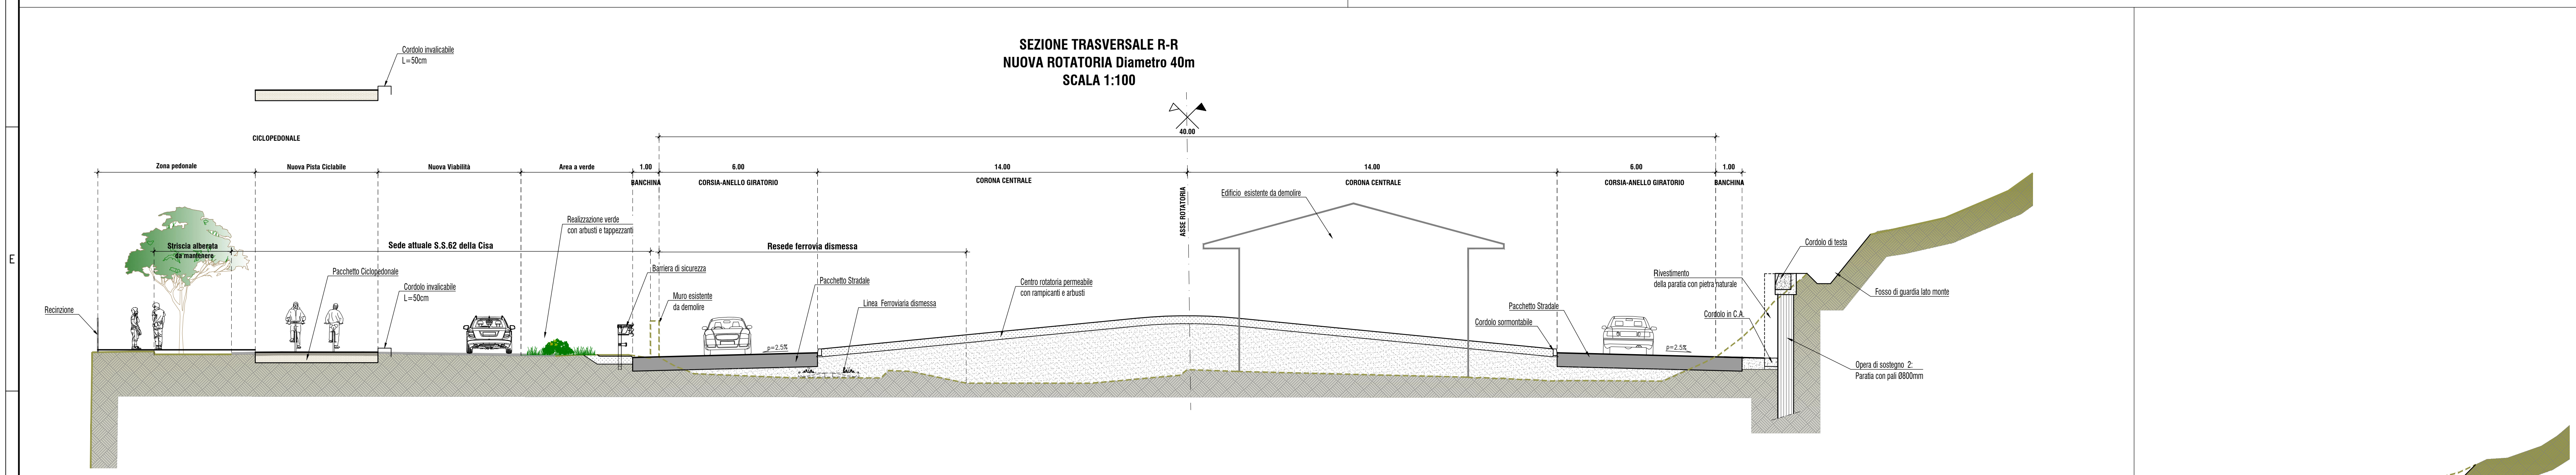 SEZIONE TRASVERSALE R-R
NUOVA ROTATORIA Diametro 40m
SCALA 1:100
Cordolo invalicabile
L=50cm
CICLOPEDONALE
40.00
Zona pedonale
Nuova Pista Ciclabile
Nuova Viabilità
Area a verde
1.00
6.00
14.00
14.00
6.00
1.00
BANCHINA
CORSIA-ANELLO GIRATORIO
CORONA CENTRALE
CORONA CENTRALE
CORSIA-ANELLO GIRATORIO
BANCHINA
ASSE ROTATORIA
Edificio esistente da demolire
Realizzazione verde
con arbusti e tappezzanti
Striscia alberata
da mantenere
Sede attuale S.S.62 della Cisa
Resede ferrovia dismessa
E
Cordolo di testa
Pacchetto Ciclopedonale
Barriera di sicurezza
Rivestimento
della paratia con pietra naturale
Pacchetto Stradale
Centro rotatoria permeabile
con rampicanti e arbusti
Cordolo invalicabile
L=50cm
Muro esistente
da demolire
Linea Ferroviaria dismessa
Fosso di guardia lato monte
Recinzione
Pacchetto Stradale
Cordolo in C.A.
Cordolo sormontabile
p=2.5%
p=2.5%
Opera di sostegno 2:
Paratia con pali Ø800mm